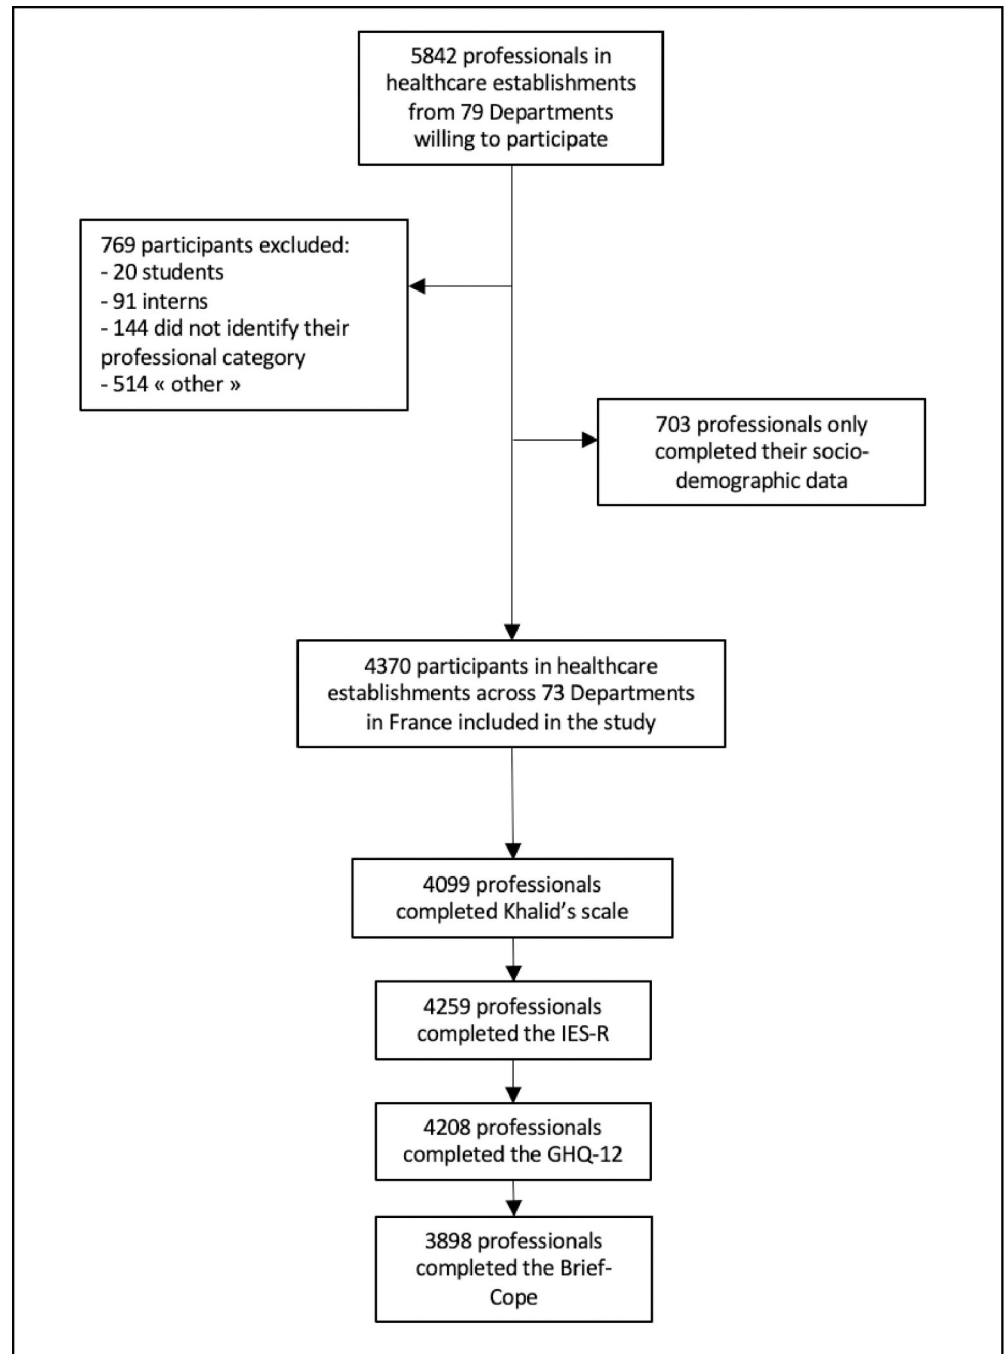 5842 professionals in
healthcare establishments
from 79 Departments
willing to participate
769 participants excluded:
- 20 students
- 91 interns
- 144 did not identify their
professional category
- 514 « other »
703 professionals only
completed their socio-
demographic data
4370 participants in healthcare
establishments across 73 Departments
in France included in the study
4099 professionals
completed Khalid's scale
4259 professionals
completed the IES-R
4208 professionals
completed the GHQ-12
3898 professionals
completed the Brief-
Cope